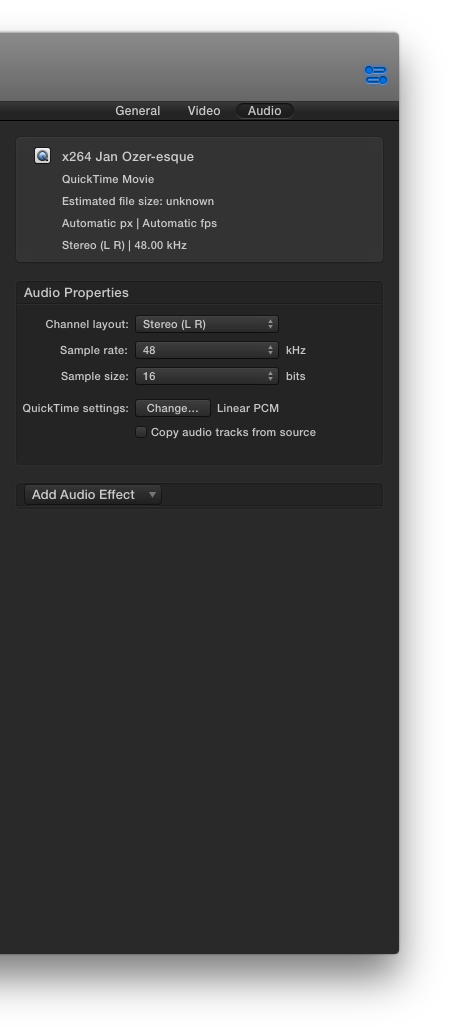 General Video Audio
x264 Jan Ozer-esque
QuickTime Movie
Estimated file size: unknown
Automatic px | Automatic fps
Stereo (L R) | 48.00 kHz
Audio Properties
Channel layout: Stereo (L R)
Sample rate: 48 kHz
Sample size: 16 bits
QuickTime settings: Change... Linear PCM
Copy audio tracks from source
Add Audio Effect